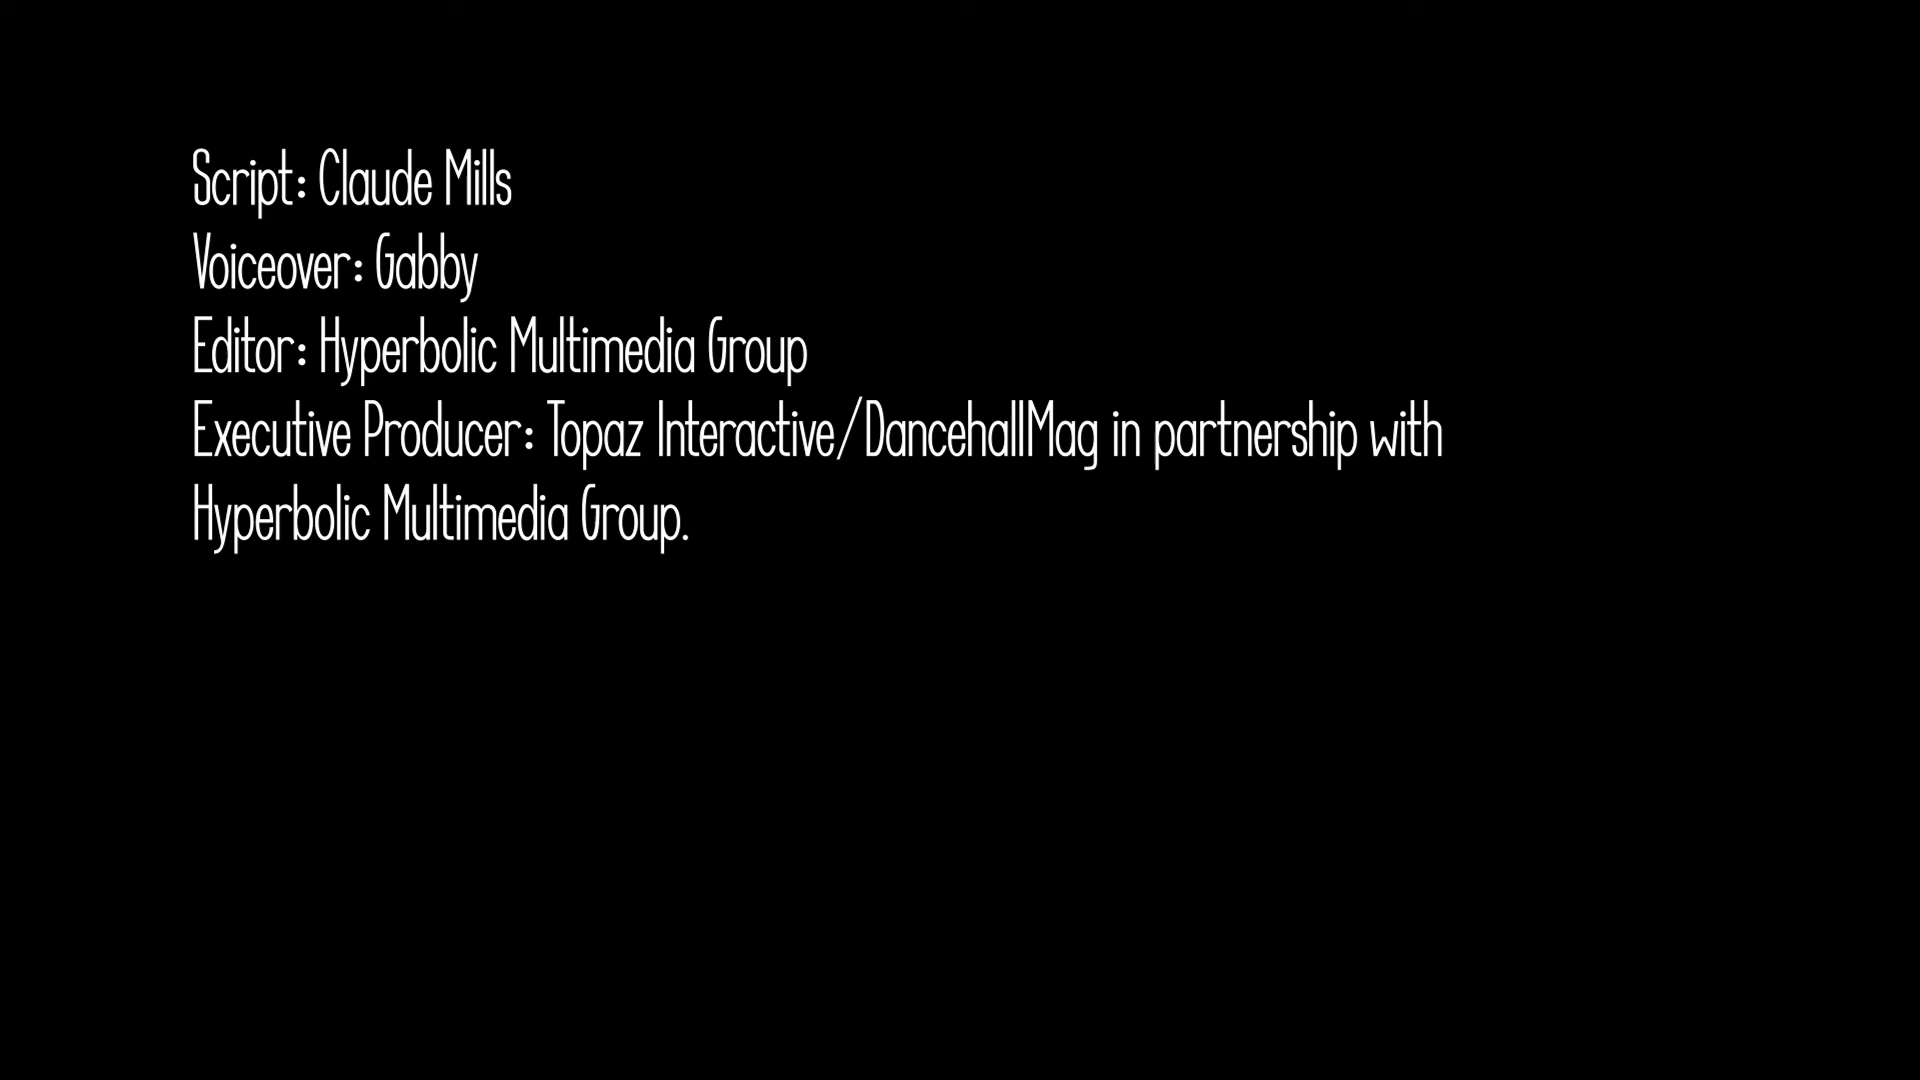 Script: Claude Mills
Voiceover: Gabby
Editor: Hyperbolic Multimedia Group
Executive Producer: Topaz Interactive/DancehallMag in partnership with
Hyperbolic Multimedia Group.